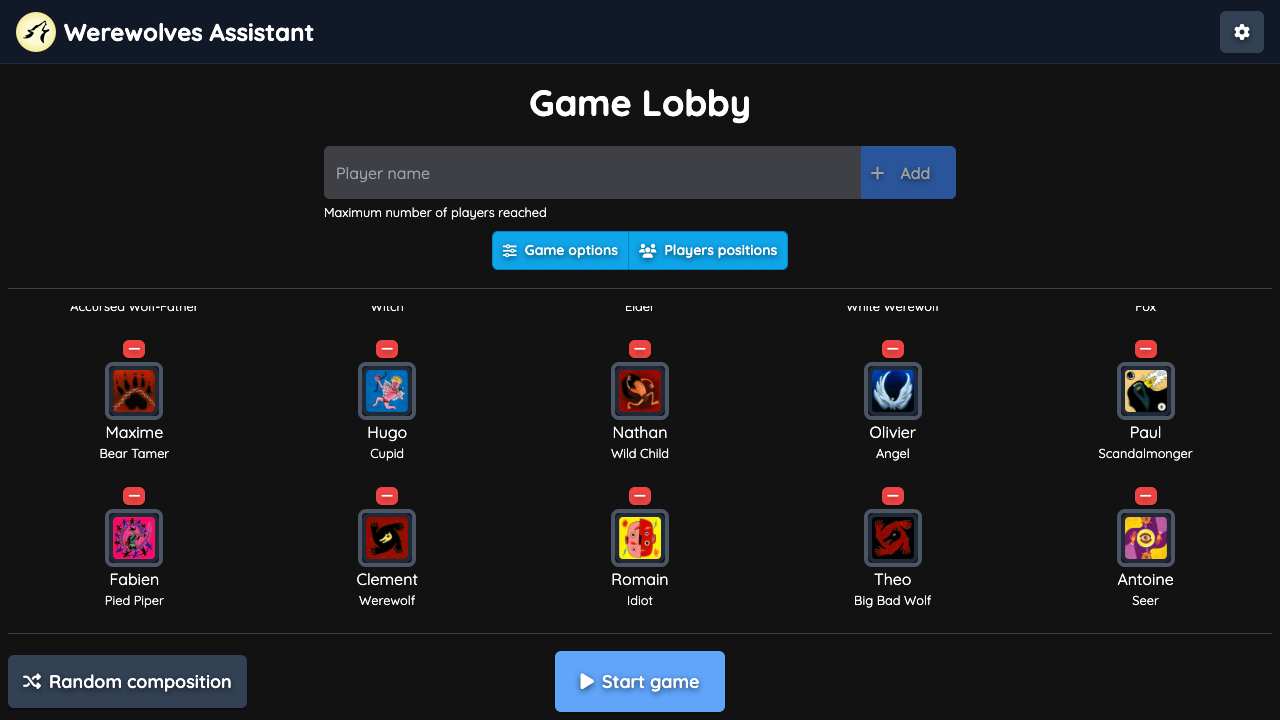 Werewolves Assistant
Game Lobby
Player name
Add
Maximum number of players reached
Game options
Players positions
Accursed Wolf-Father
Witch
Elder
White Werewolf
Fox
Maxime
Hugo
Nathan
Olivier
Paul
Bear Tamer
Cupid
Wild Child
Angel
Scandalmonger
Fabien
Clement
Romain
Theo
Antoine
Pied Piper
Werewolf
Idiot
Big Bad Wolf
Seer
Random composition
Start game